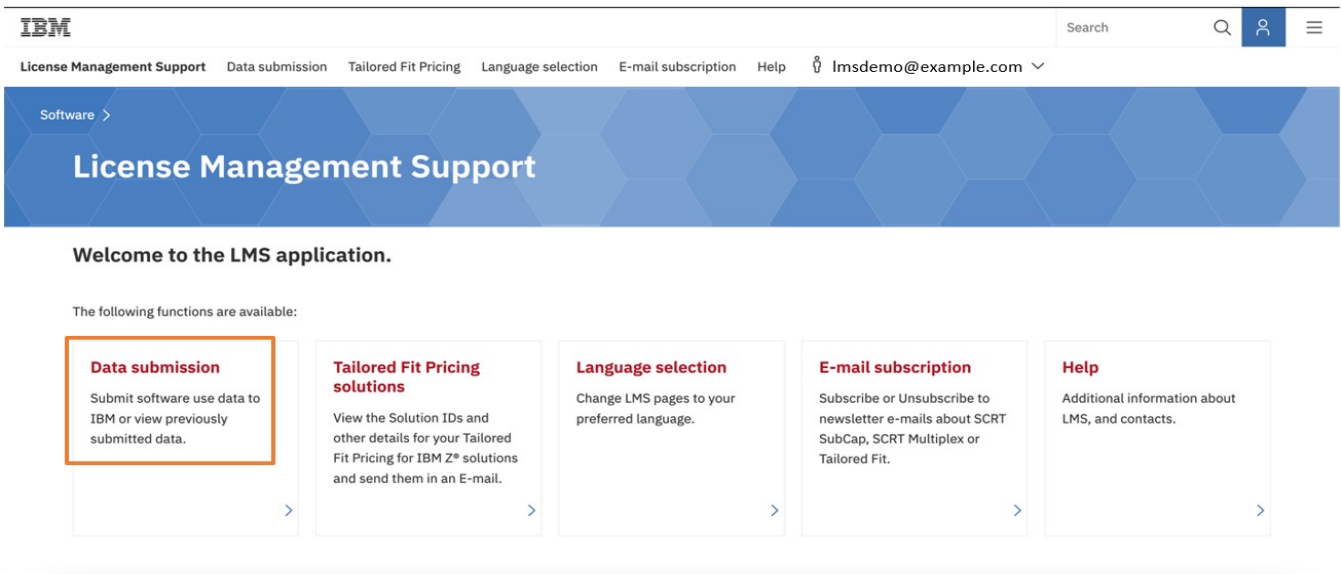 IBM
Search
License Management Support Data submission Tailored Fit Pricing Language selection E-mail subscription Help lmsdemo@example.com
Software >
License Management Support
Welcome to the LMS application.
The following functions are available:
Data submission
Submit software use data to
IBM or view previously
submitted data.
Tailored Fit Pricing
solutions
View the Solution IDs and
other details for your Tailored
Fit Pricing for IBM Z® solutions
and send them in an E-mail.
Language selection
Change LMS pages to your
preferred language.
E-mail subscription
Subscribe or Unsubscribe to
newsletter e-mails about SCRT
SubCap, SCRT Multiplex or
Tailored Fit.
Help
Additional information about
LMS, and contacts.